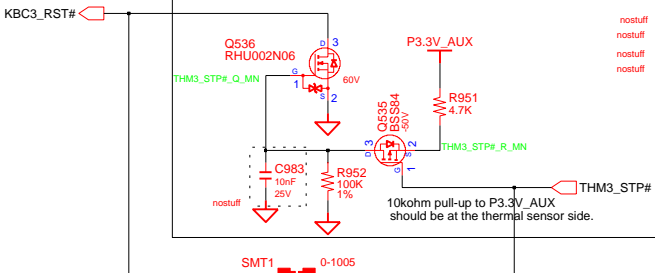 KBC3_RST#
nostuff
nostuff
nostuff
nostuff
Q536
RHU002N06
D 3
P3.3V_AUX
THM3_STP#_Q_MN
G
1
60V
S 2
Q535
BSS84
-50V
R951
4.7K
3
D
2
S
THM3_STP#_R_MN
G 1
C983
10nF
25V
R952
100K
1%
nostuff
THM3_STP#
10kohm pull-up to P3.3V_AUX
should be at the thermal sensor side.
SMT1 0-1005